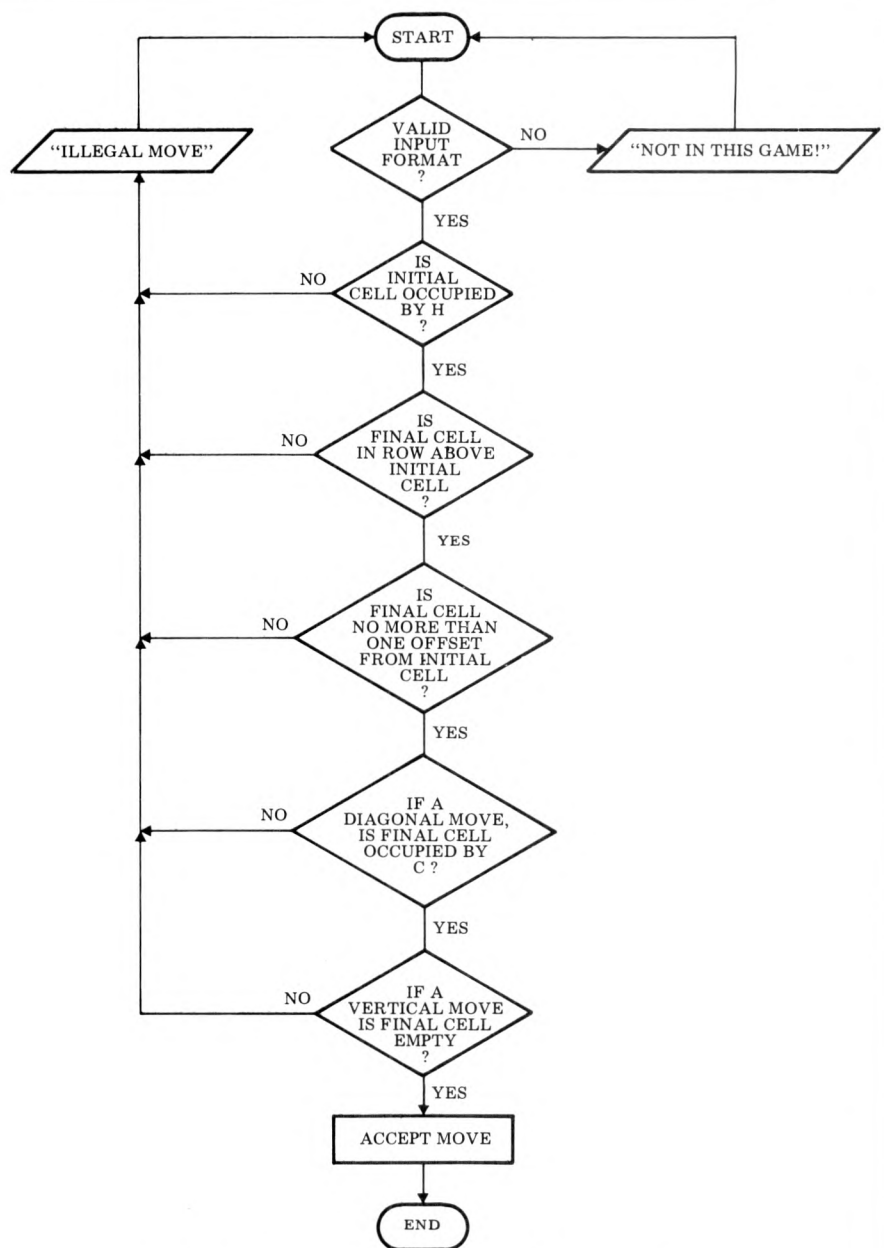 START
"ILLEGAL MOVE"
VALID
INPUT
FORMAT
?
NO
"NOT IN THIS GAME!"
YES
IS
INITIAL
CELL OCCUPIED
BY H
?
NO
YES
IS
FINAL CELL
IN ROW ABOVE
INITIAL
CELL
?
NO
YES
IS
FINAL CELL
NO MORE THAN
ONE OFFSET
FROM INITIAL
CELL
?
NO
YES
IF A
DIAGONAL MOVE,
IS FINAL CELL
OCCUPIED BY
C ?
NO
YES
IF A
VERTICAL MOVE
IS FINAL CELL
EMPTY
?
NO
YES
ACCEPT MOVE
END